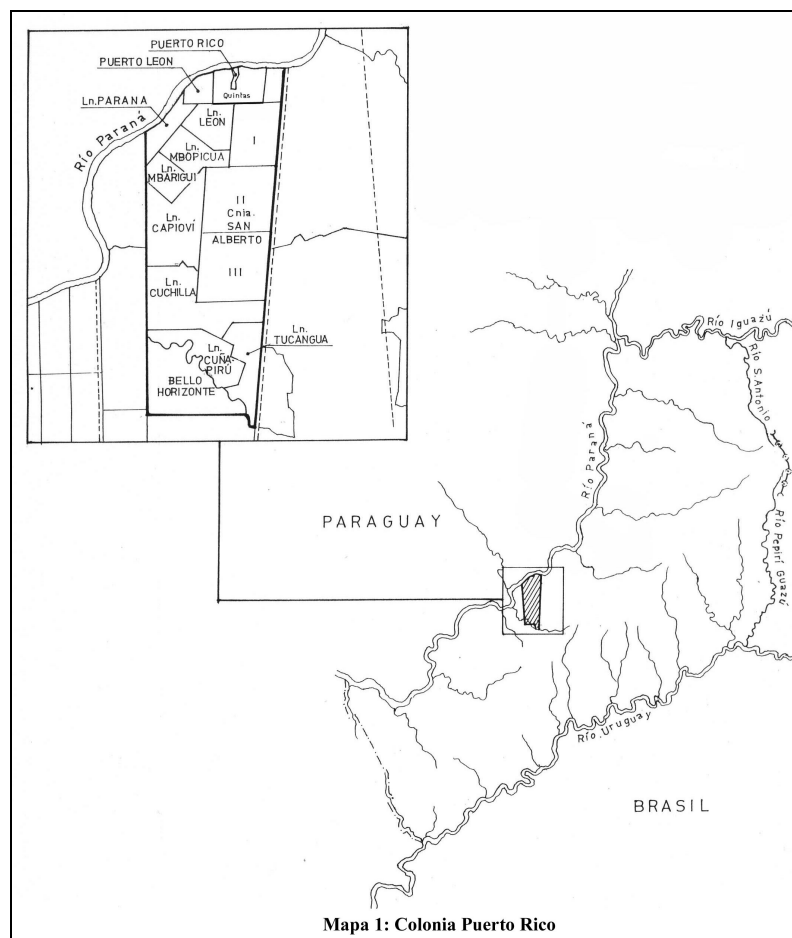 PUERTO RICO
PUERTO LEON
Ln. PARANA
Río Paraná
Quintas
Ln.
LEON
I
Ln.
MBOPICUA
Ln.
MBARIGUÍ
II
Cnia.
SAN
ALBERTO
Ln.
CAPIOVÍ
III
Ln.
CUCHILLA
Ln.
TUCANGUA
Ln.
CUÑA-
PIRÚ
BELLO
HORIZONTE
Río Iguazú
Río S. Antonio
Río Paraná
PARAGUAY
Río Pepirí Guazú
Río Uruguay
BRASIL
Mapa 1: Colonia Puerto Rico